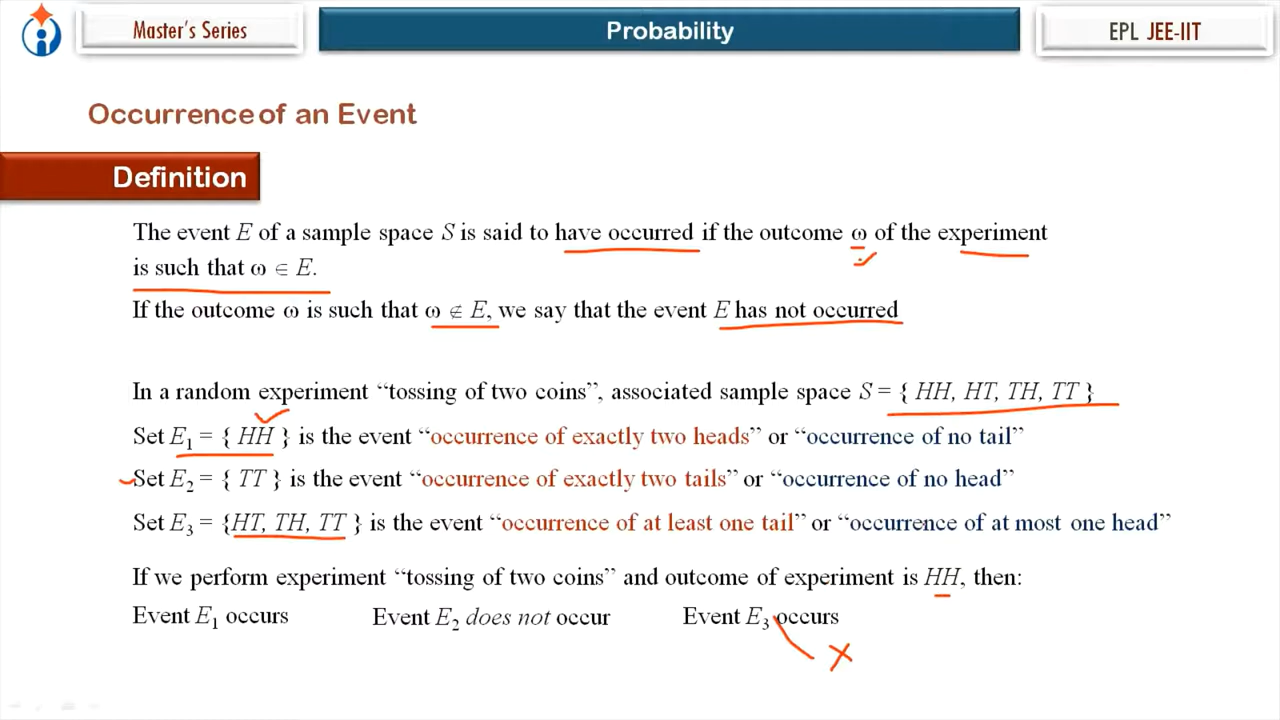 Master's Series
Probability
EPL JEE-IIT
Occurrence of an Event
Definition
The event E of a sample space S is said to have occurred if the outcome ω of the experiment
is such that ω ∈ E.
If the outcome ω is such that ω ∉ E, we say that the event E has not occurred
In a random experiment “tossing of two coins”, associated sample space S = { HH, HT, TH, TT }
Set E₁ = { HH } is the event “occurrence of exactly two heads” or “occurrence of no tail”
Set E₂ = { TT } is the event “occurrence of exactly two tails” or “occurrence of no head”
Set E₃ = {HT, TH, TT } is the event “occurrence of at least one tail” or “occurrence of at most one head”
If we perform experiment “tossing of two coins” and outcome of experiment is HH, then:
Event E₁ occurs Event E₂ does not occur Event E₃ occurs